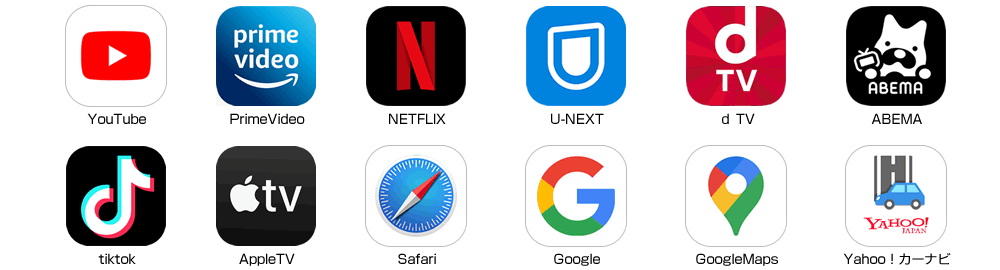 prime
video
N
d
TV
ABEMA
YouTube
PrimeVideo
NETFLIX
U-NEXT
d TV
ABEMA
tv
G
YAHOO!
JAPAN
tiktok
AppleTV
Safari
Google
GoogleMaps
Yahoo！カーナビ